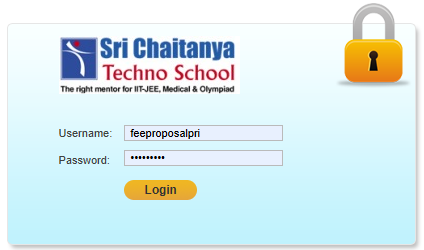 Sri Chaitanya
Techno School
The right mentor for IIT-JEE, Medical & Olympiad
Username: feeproposalpri
Password: •••••••••
Login